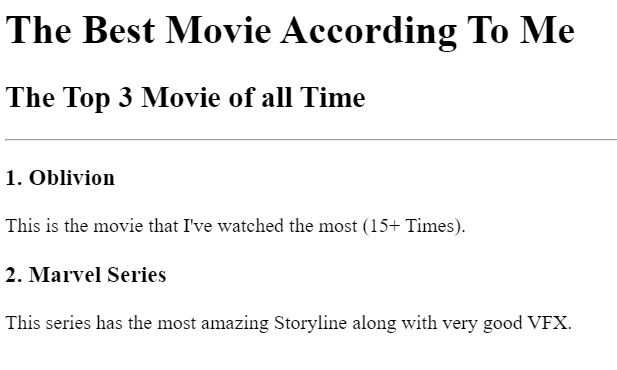 The Best Movie According To Me
The Top 3 Movie of all Time
1. Oblivion
This is the movie that I've watched the most (15+ Times).
2. Marvel Series
This series has the most amazing Storyline along with very good VFX.